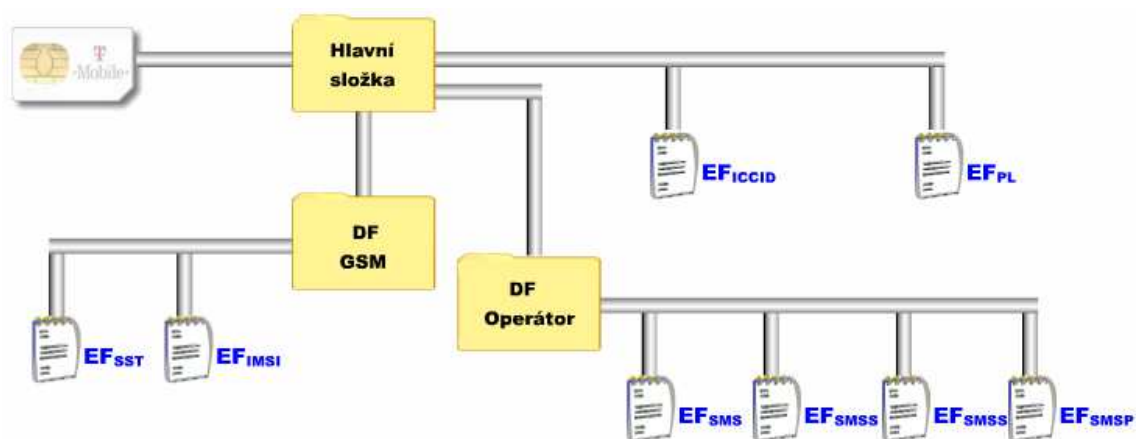 T
·Mobile·
Hlavní
složka
EFICCID
EFPL
DF
GSM
DF
Operátor
EFSST
EFIMSI
EFSMS
EFSMSS
EFSMSS
EFSMSP